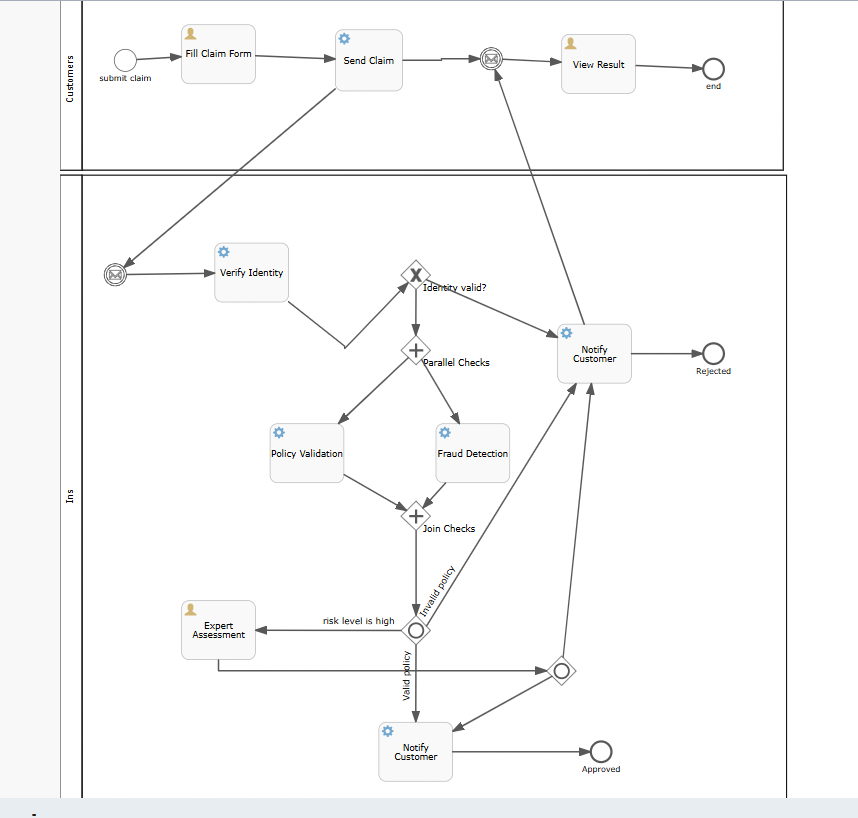 Customers
submit claim
Fill Claim Form
Send Claim
View Result
end
Ins
Verify Identity
Identity valid?
Parallel Checks
Notify
Customer
Rejected
Policy Validation
Fraud Detection
Join Checks
Invalid policy
risk level is high
Expert
Assessment
Valid policy
Notify
Customer
Approved